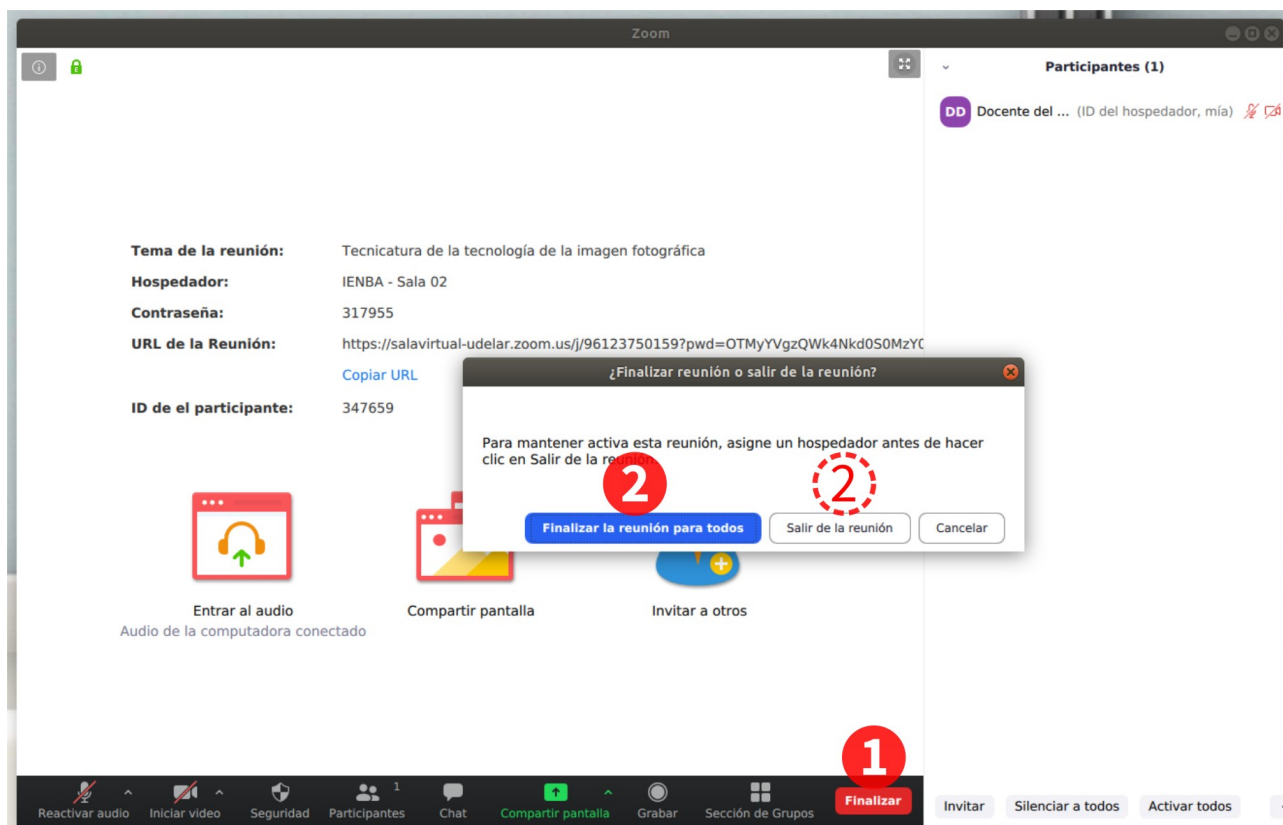 Zoom
Participantes (1)
DD Docente del ... (ID del hospedador, mía)
Tema de la reunión: Tecnicatura de la tecnología de la imagen fotográfica
Hospedador: IENBA - Sala 02
Contraseña: 317955
URL de la Reunión: https://salavirtual-udelar.zoom.us/j/96123750159?pwd=OTMyYVgzQWk4Nkd0S0MzY0
Copiar URL
ID de el participante: 347659
¿Finalizar reunión o salir de la reunión?
Para mantener activa esta reunión, asigne un hospedador antes de hacer
clic en Salir de la reunión.
2 2
Finalizar la reunión para todos Salir de la reunión Cancelar
Entrar al audio Compartir pantalla Invitar a otros
Audio de la computadora conectado
1
1
Reactivar audio Iniciar video Seguridad Participantes Chat Compartir pantalla Grabar Sección de Grupos Finalizar
Invitar Silenciar a todos Activar todos